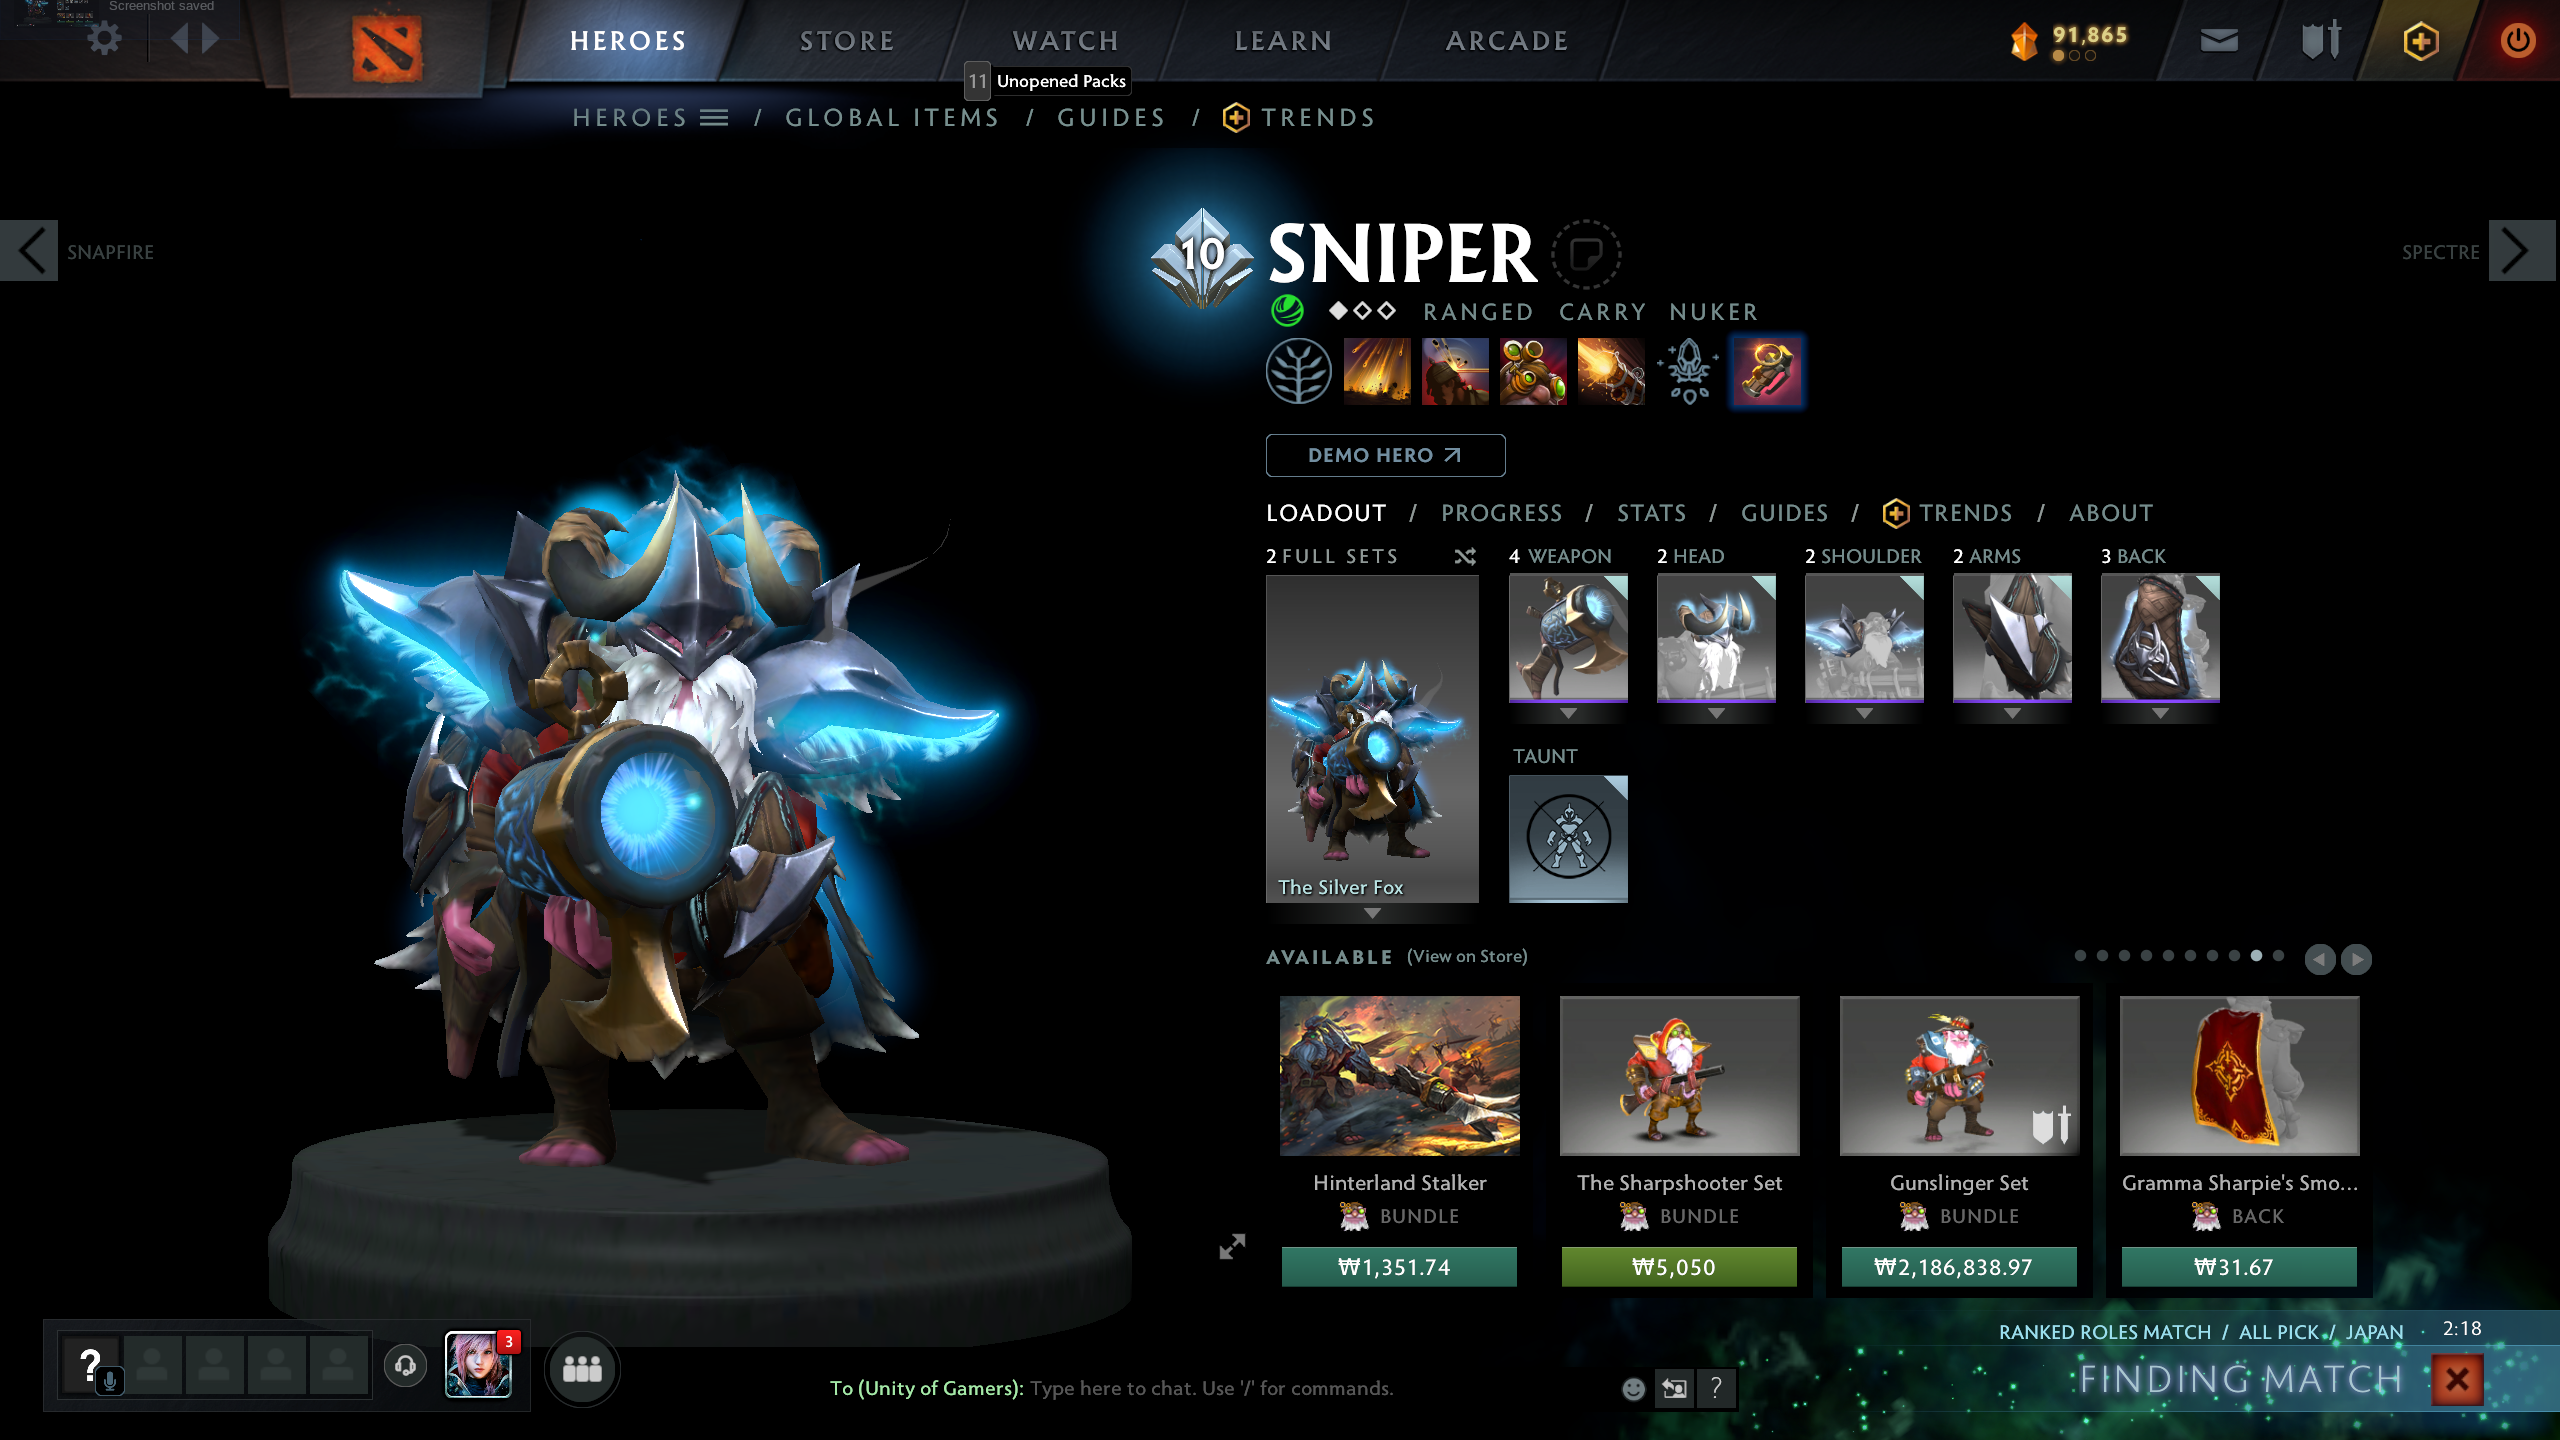 Screenshot saved
HEROES
STORE
WATCH
LEARN
ARCADE
91,865
11 Unopened Packs
HEROES / GLOBAL ITEMS / GUIDES / TRENDS
SNAPFIRE
10
SNIPER
SPECTRE
RANGED CARRY NUKER
DEMO HERO
LOADOUT / PROGRESS / STATS / GUIDES / TRENDS / ABOUT
2 FULL SETS
4 WEAPON
2 HEAD
2 SHOULDER
2 ARMS
3 BACK
TAUNT
The Silver Fox
AVAILABLE (View on Store)
Hinterland Stalker
BUNDLE
₩1,351.74
The Sharpshooter Set
BUNDLE
₩5,050
Gunslinger Set
BUNDLE
₩2,186,838.97
Gramma Sharpie's Smo...
BACK
₩31.67
RANKED ROLES MATCH / ALL PICK / JAPAN · 2:18
FINDING MATCH
?
3
To (Unity of Gamers): Type here to chat. Use '/' for commands.
?